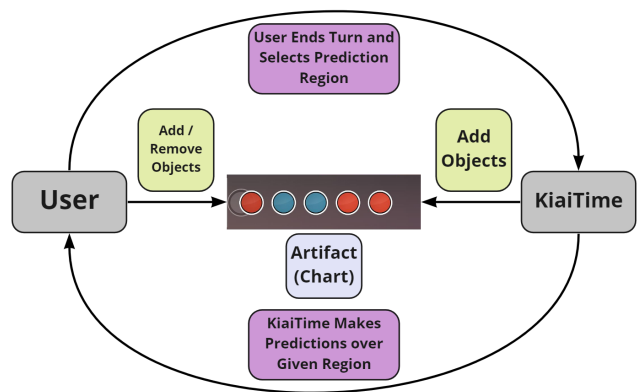 User Ends Turn and
Selects Prediction
Region
Add /
Remove
Objects
Add
Objects
User
KiaiTime
Artifact
(Chart)
KiaiTime Makes
Predictions over
Given Region